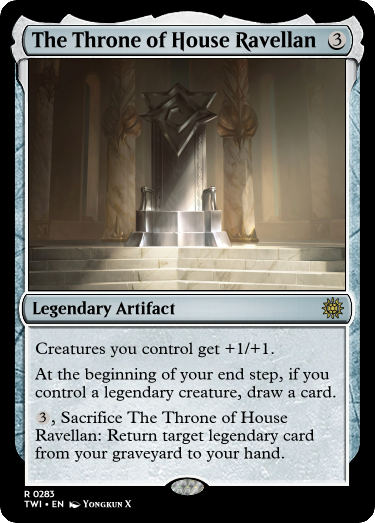 The Throne of House Ravellan 3
Legendary Artifact
Creatures you control get +1/+1.
At the beginning of your end step, if you
control a legendary creature, draw a card.
3, Sacrifice The Throne of House
Ravellan: Return target legendary card
from your graveyard to your hand.
R 0283
TWI • EN Yongkun X